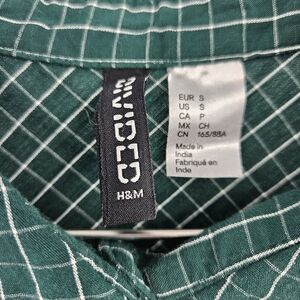 DIVIDED
H&M
EUR S
US S
CA P
MX CH
CN 165/88A
Made in
India
Fabriqué en
Inde